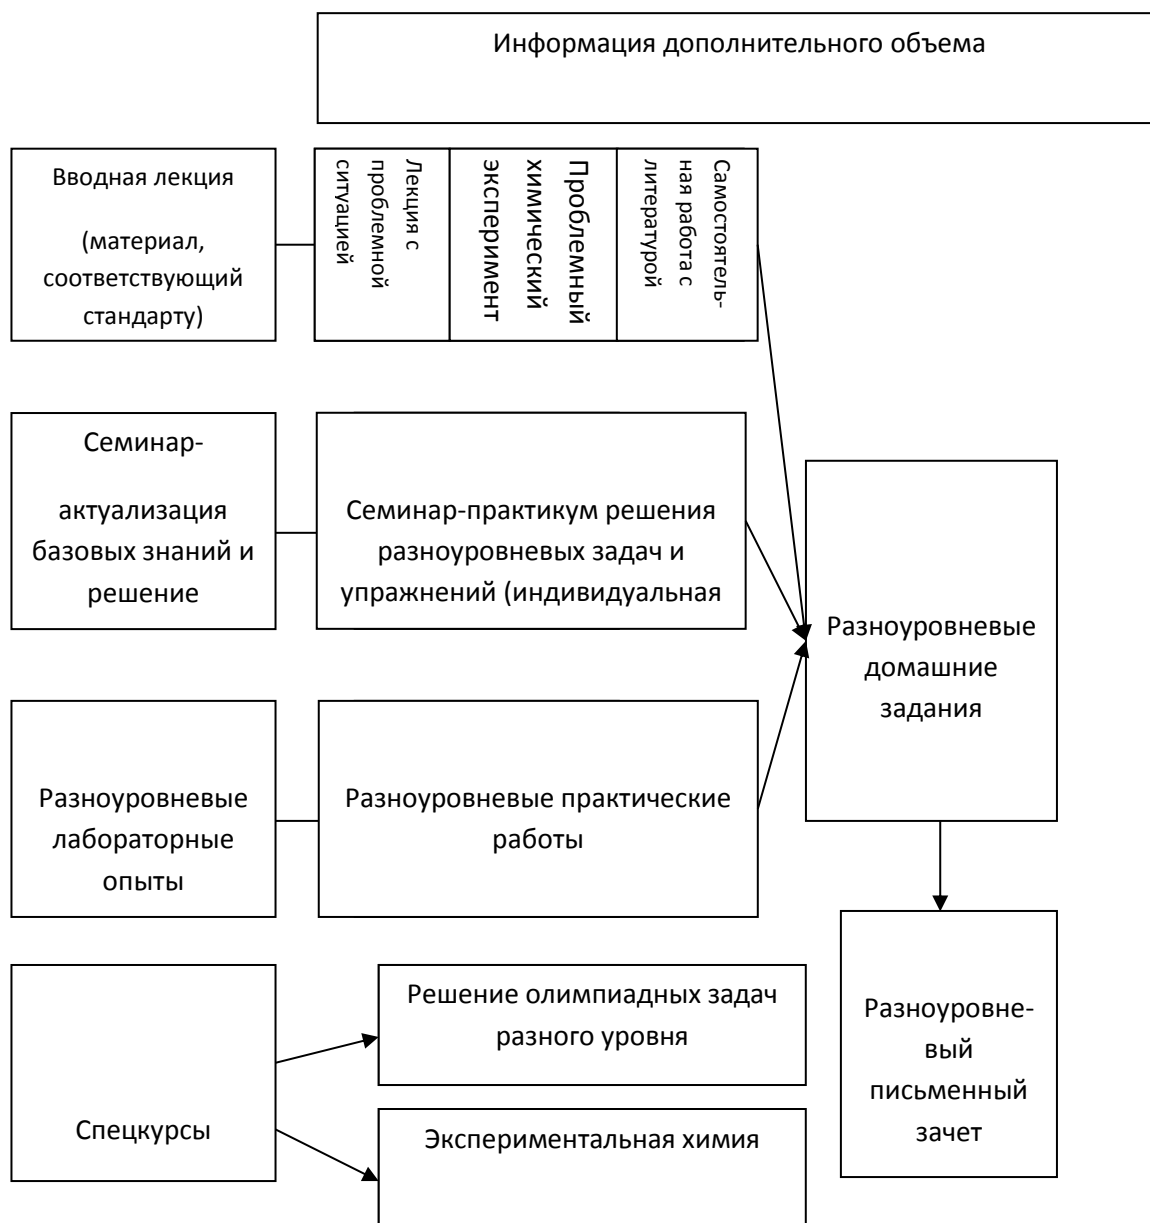 Информация дополнительного объема
Вводная лекция
(материал,
соответствующий
стандарту)
Лекция с
проблемной
ситуацией
Проблемный
химический
эксперимент
Самостоятель-
ная работа с
литературой
Семинар-
актуализация
базовых знаний и
решение
Семинар-практикум решения
разноуровневых задач и
упражнений (индивидуальная
Разноуровневые
домашние
задания
Разноуровневые
лабораторные
опыты
Разноуровневые практические
работы
Спецкурсы
Решение олимпиадных задач
разного уровня
Экспериментальная химия
Разноуровне-
вый
письменный
зачет